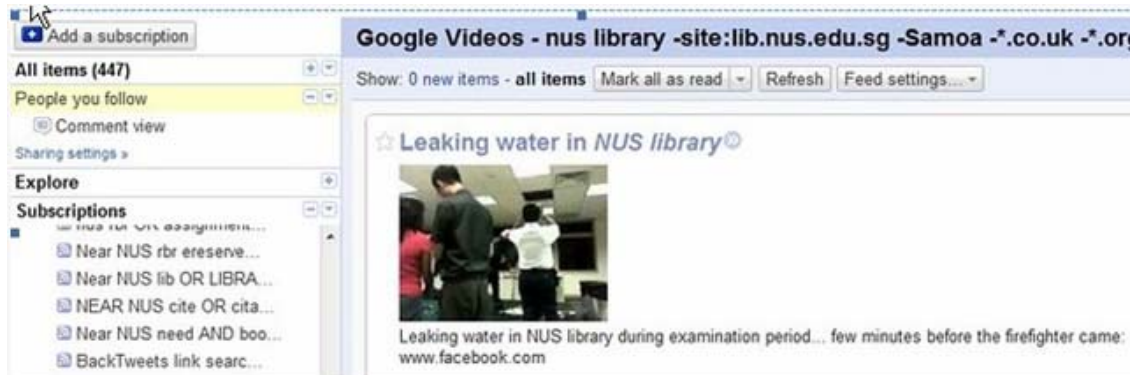 Add a subscription
All items (447)
People you follow
Comment view
Sharing settings »
Explore
Subscriptions
nus rbr OR assignment...
Near NUS rbr ereserve...
Near NUS lib OR LIBRA...
NEAR NUS cite OR cita...
Near NUS need AND boo...
BackTweets link searc...
Google Videos - nus library -site:lib.nus.edu.sg -Samoa -*.co.uk -*.org
Show: 0 new items - all items Mark all as read Refresh Feed settings...
Leaking water in NUS library
Leaking water in NUS library during examination period... few minutes before the firefighter came:
www.facebook.com